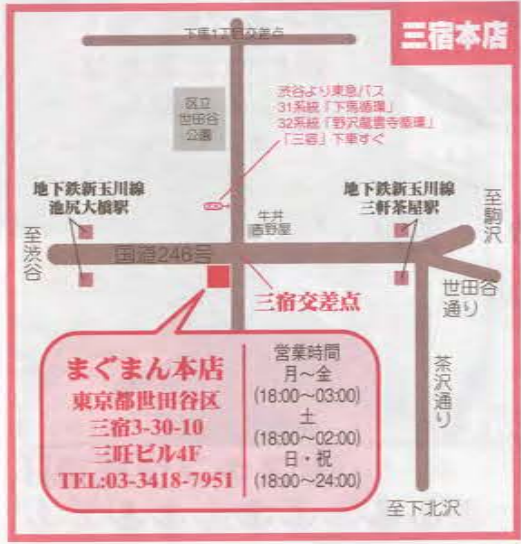 三宿本店
下馬1丁目交差点
区立
世田谷
公園
渋谷より東急バス
31系統「下馬循環」
32系統「野沢龍雲寺循環」
「三宿」下車すぐ
地下鉄新玉川線
池尻大橋駅
地下鉄新玉川線
三軒茶屋駅
牛丼
吉野屋
至渋谷
至駒沢
国道246号
世田谷
通り
三宿交差点
茶沢通り
至下北沢
まぐまん本店
東京都世田谷区
三宿3-30-10
三旺ビル4F
TEL:03-3418-7951
営業時間
月～金
(18:00～03:00)
土
(18:00～02:00)
日・祝
(18:00～24:00)